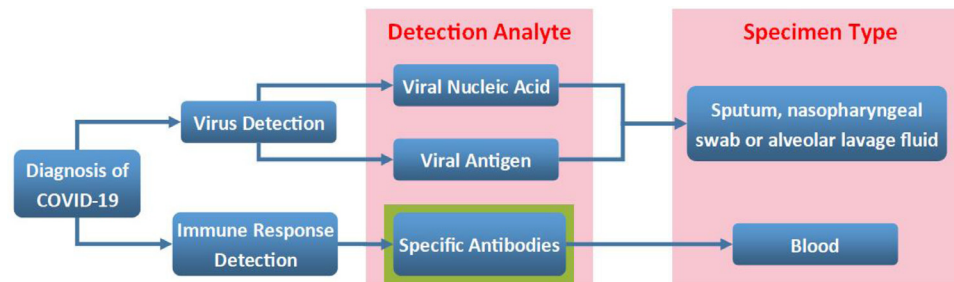 Detection Analyte
Specimen Type
Diagnosis of
COVID-19
Virus Detection
Viral Nucleic Acid
Viral Antigen
Sputum, nasopharyngeal
swab or alveolar lavage fluid
Immune Response
Detection
Specific Antibodies
Blood